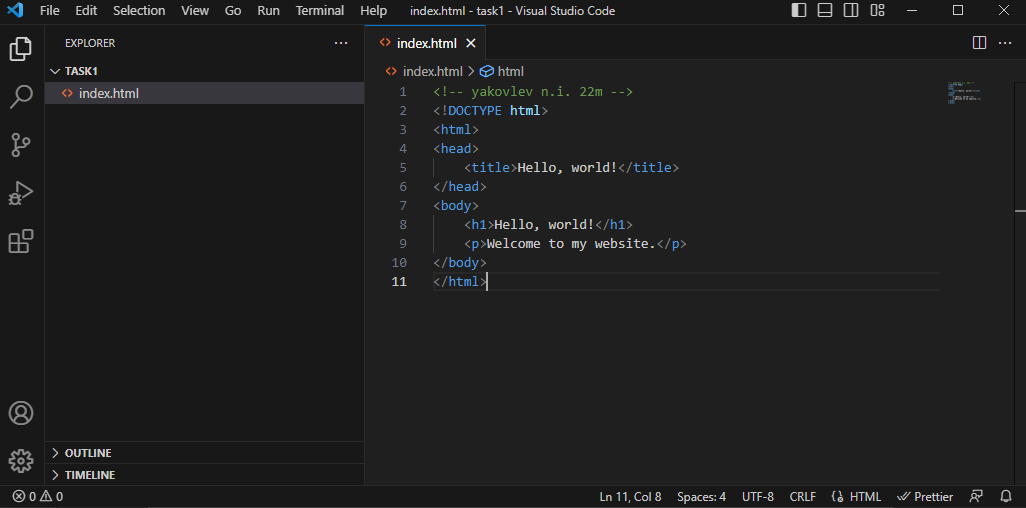 File Edit Selection View Go Run Terminal Help index.html - task1 - Visual Studio Code
EXPLORER
TASK1
index.html
index.html
index.html > html
1 <!-- yakovlev n.i. 22m -->
2 <!DOCTYPE html>
3 <html>
4 <head>
5 <title>Hello, world!</title>
6 </head>
7 <body>
8 <h1>Hello, world!</h1>
9 <p>Welcome to my website.</p>
10 </body>
11 </html>
OUTLINE
TIMELINE
0 0 Ln 11, Col 8 Spaces: 4 UTF-8 CRLF HTML Prettier